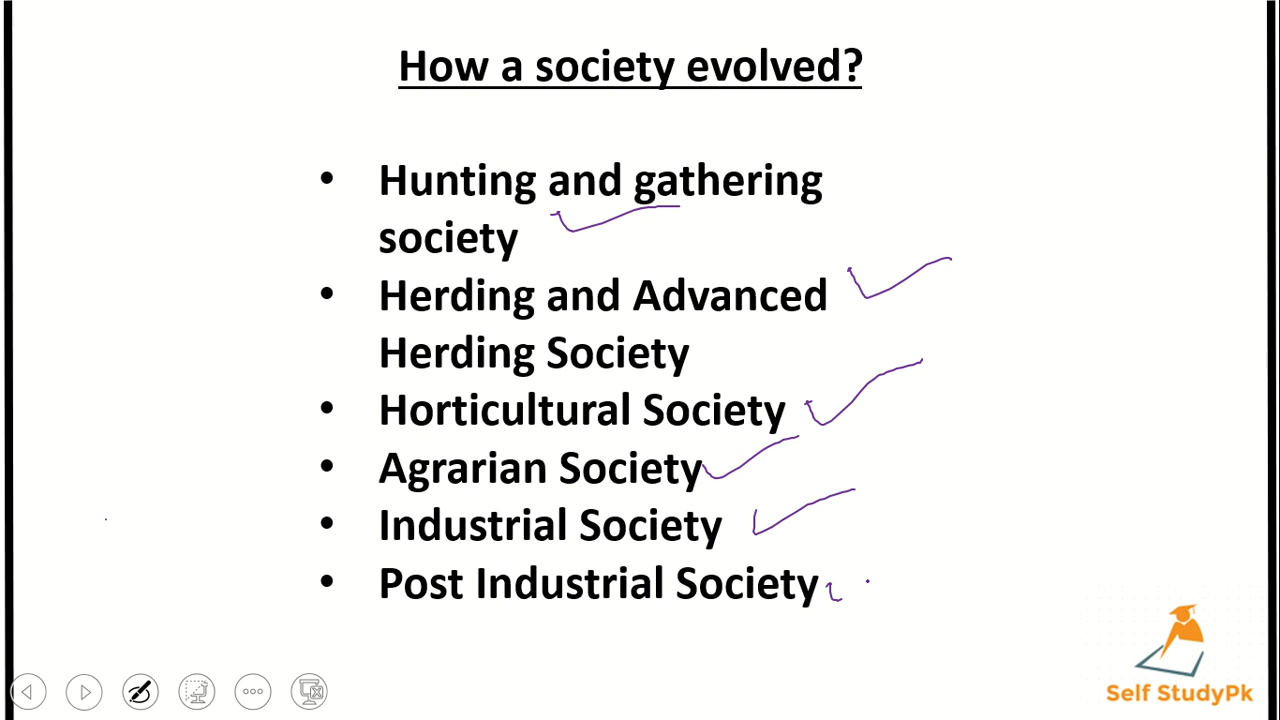 How a society evolved?
• Hunting and gathering
society
• Herding and Advanced
Herding Society
• Horticultural Society
• Agrarian Society
• Industrial Society
• Post Industrial Society
Self StudyPk